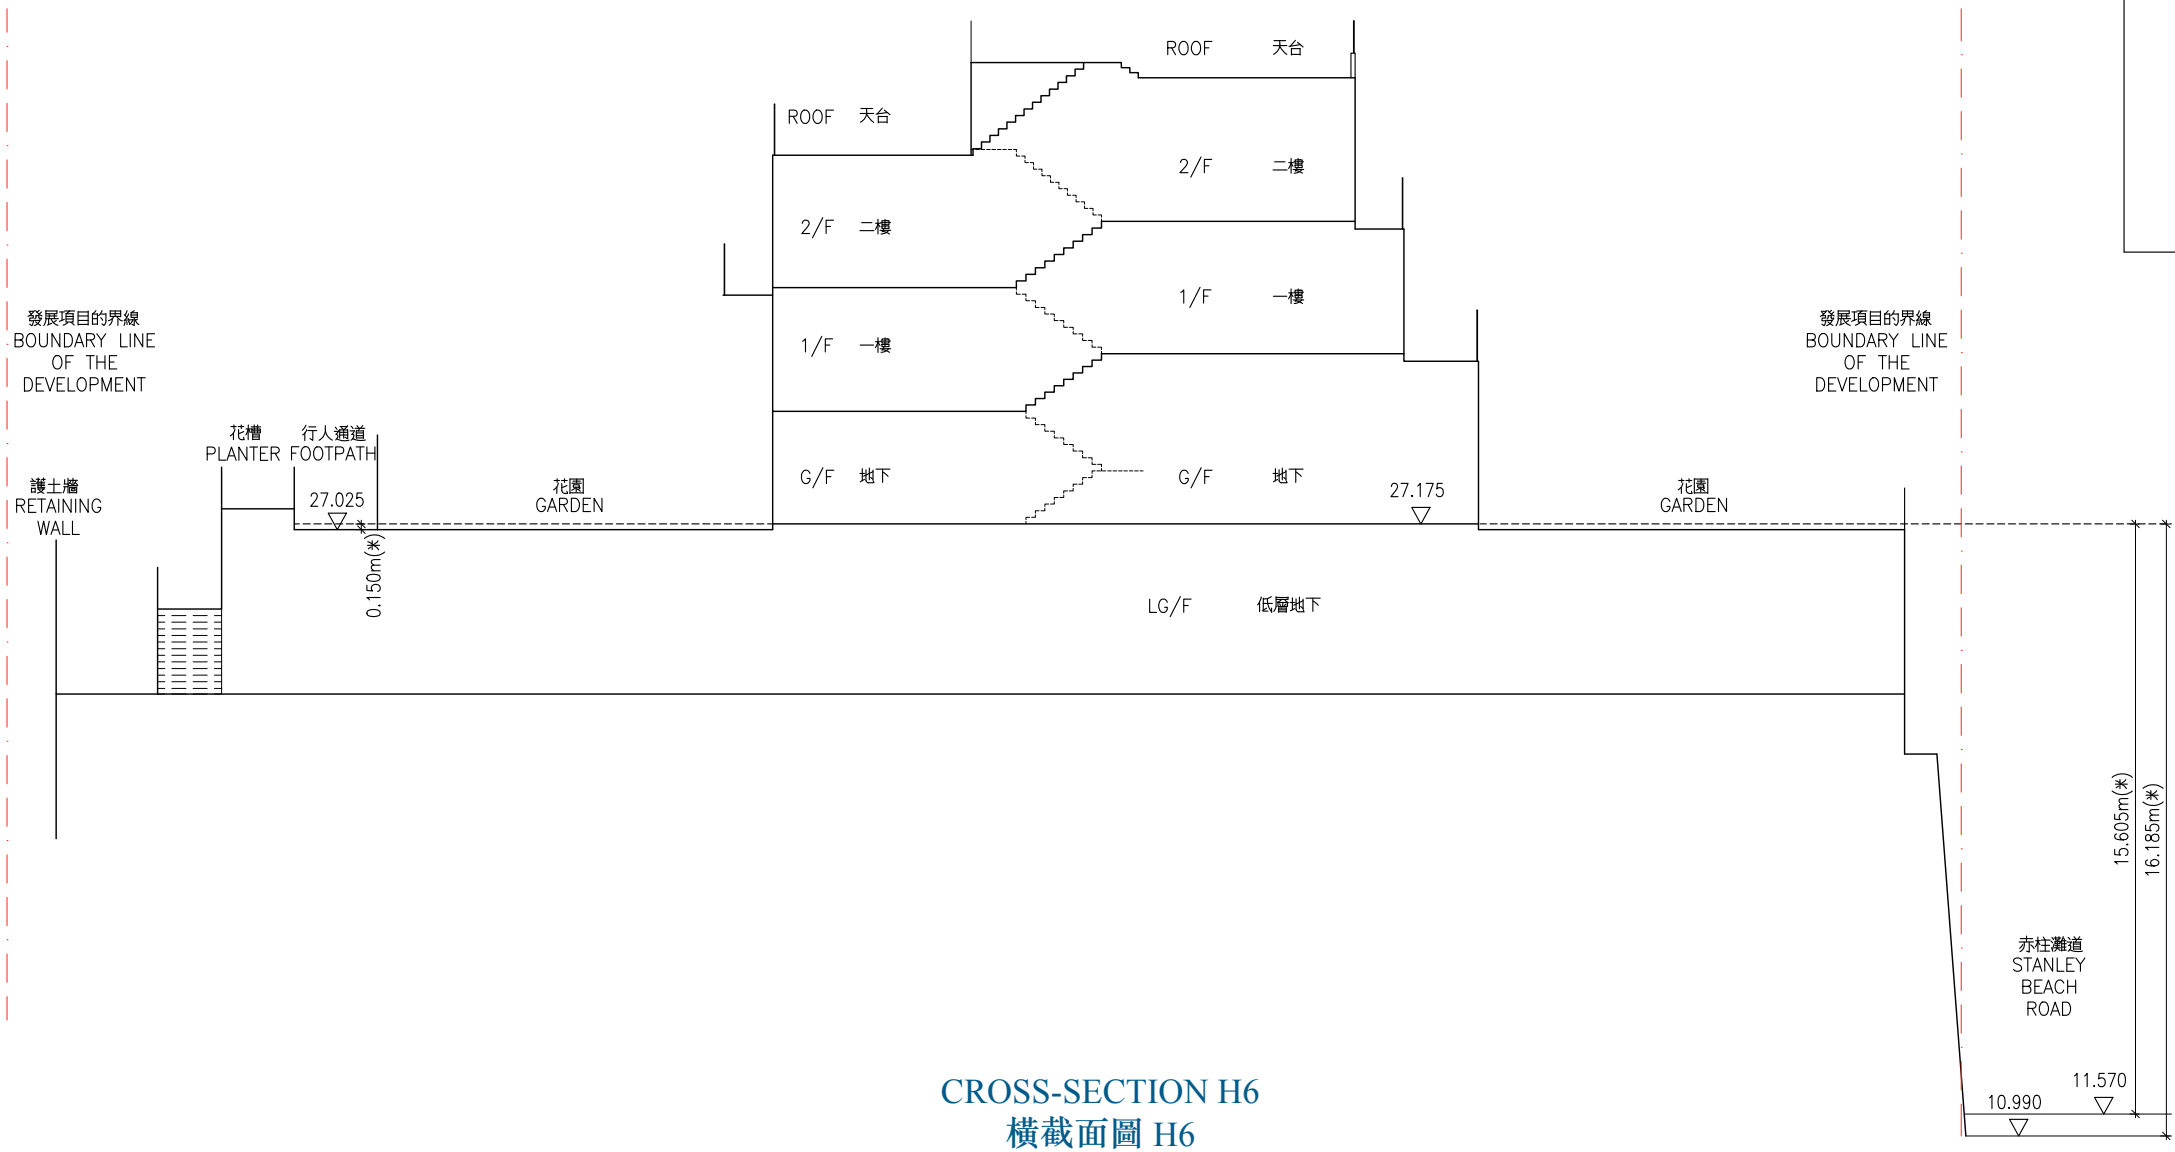 ROOF 天台
ROOF 天台
2/F 二樓
2/F 二樓
1/F 一樓
1/F 一樓
發展項目的界線
BOUNDARY LINE
OF THE
DEVELOPMENT
發展項目的界線
BOUNDARY LINE
OF THE
DEVELOPMENT
花槽
PLANTER
行人通道
FOOTPATH
護土牆
RETAINING
WALL
27.025
0.150m(米)
花園
GARDEN
G/F 地下
G/F 地下
27.175
花園
GARDEN
LG/F 低層地下
15.605m(米)
16.185m(米)
赤柱灘道
STANLEY
BEACH
ROAD
11.570
10.990
CROSS-SECTION H6
橫截面圖 H6